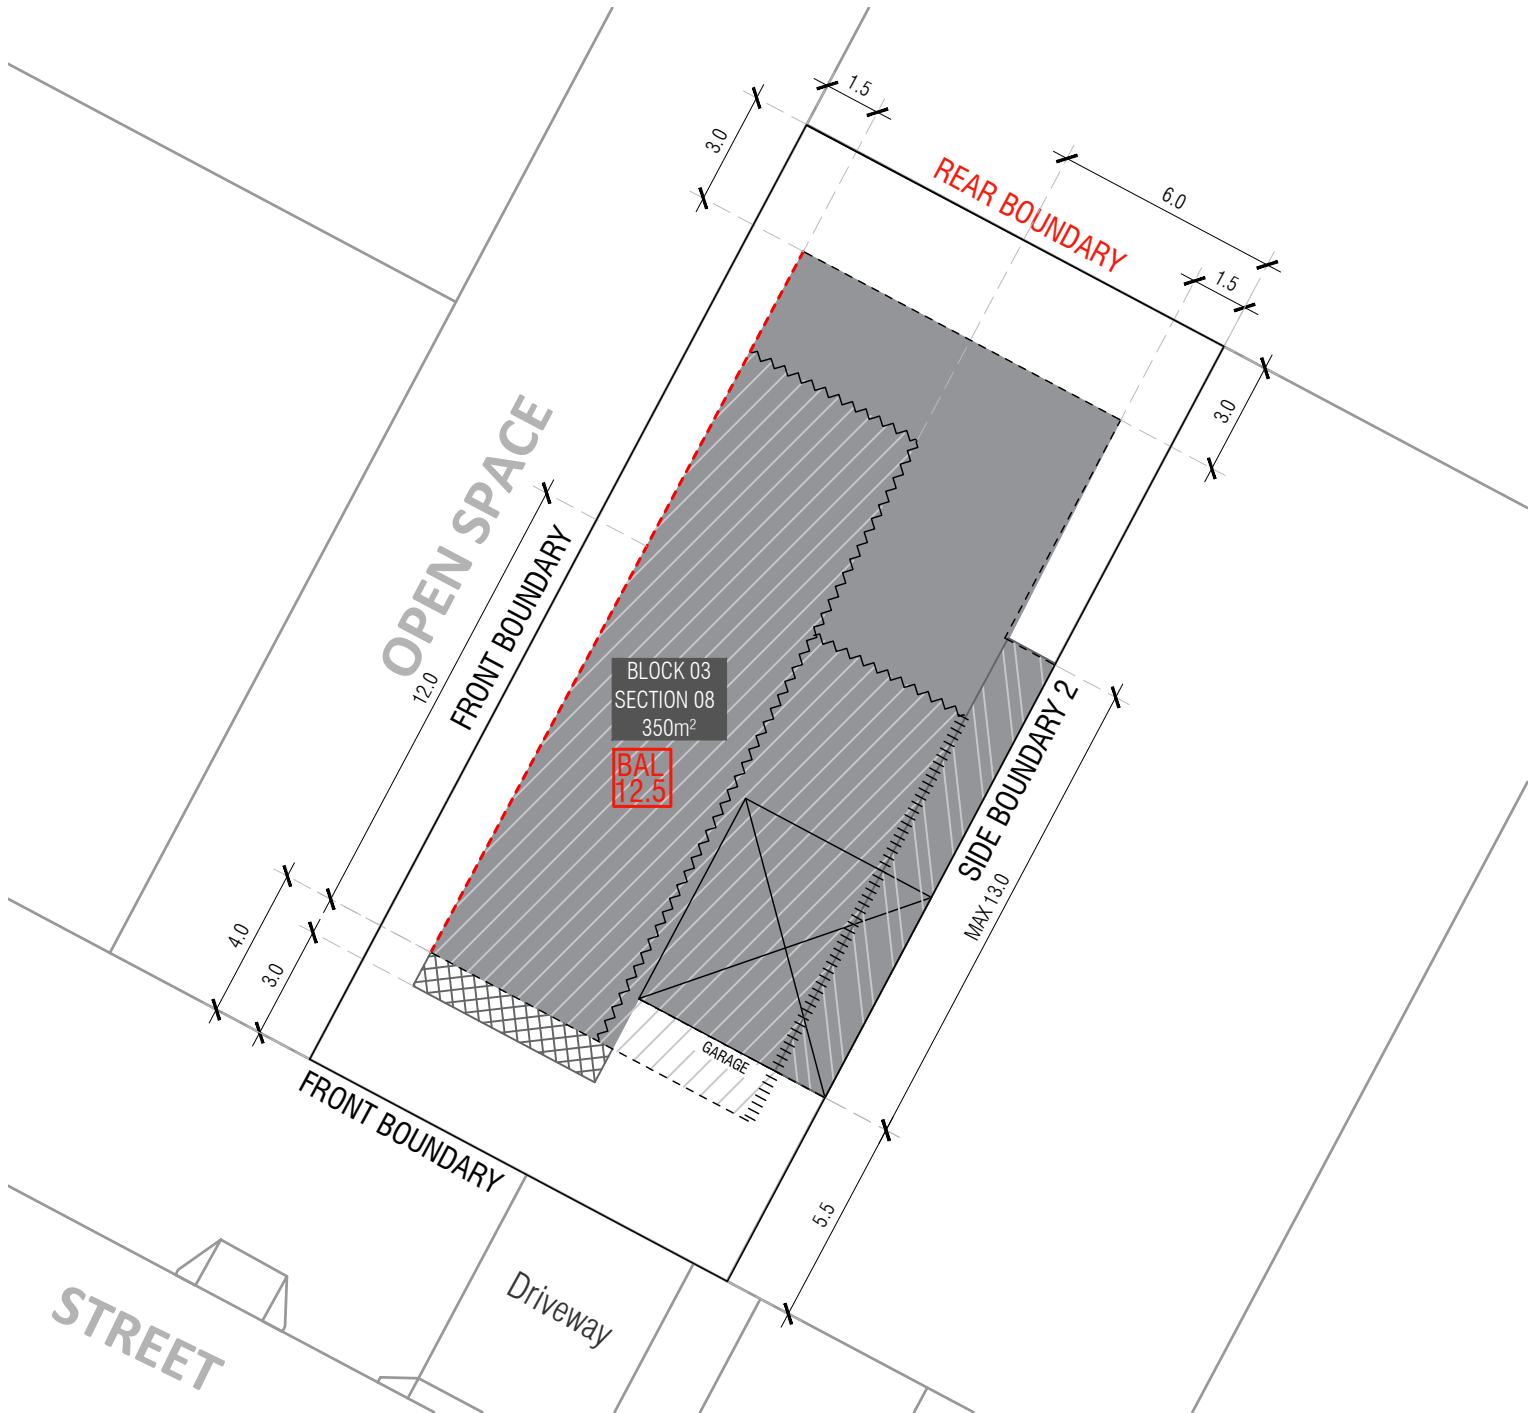 1.5
3.0
REAR BOUNDARY
6.0
1.5
3.0
OPEN SPACE
FRONT BOUNDARY
12.0
BLOCK 03
SECTION 08
350m²
BAL
12.5
SIDE BOUNDARY 2
MAX 13.0
4.0
3.0
GARAGE
FRONT BOUNDARY
5.5
Driveway
STREET